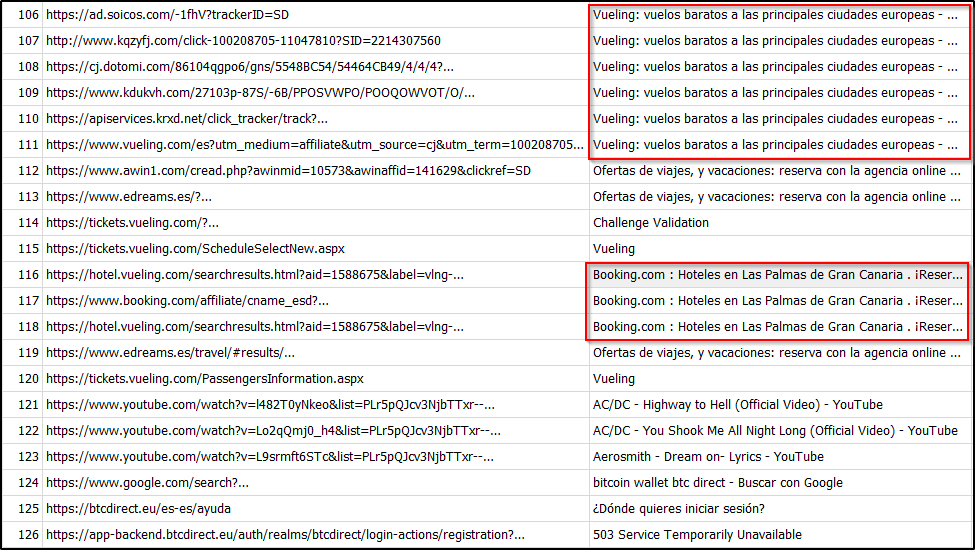 106 https://ad.soicos.com/-1fhV?trackerID=SD Vueling: vuelos baratos a las principales ciudades europeas - ...
107 http://www.kqzyfj.com/click-100208705-11047810?SID=2214307560 Vueling: vuelos baratos a las principales ciudades europeas - ...
108 https://cj.dotomi.com/86104qgpo6/gns/5548BC54/54464CB49/4/4/4?... Vueling: vuelos baratos a las principales ciudades europeas - ...
109 https://www.kdukvh.com/27103p-87S/-6B/PPOSVWPO/POOQOWVOT/O/... Vueling: vuelos baratos a las principales ciudades europeas - ...
110 https://apiservices.krxd.net/click_tracker/track?... Vueling: vuelos baratos a las principales ciudades europeas - ...
111 https://www.vueling.com/es?utm_medium=affiliate&utm_source=cj&utm_term=100208705... Vueling: vuelos baratos a las principales ciudades europeas - ...
112 https://www.awin1.com/cread.php?awinmid=10573&awinaffid=141629&clickref=SD Ofertas de viajes, y vacaciones: reserva con la agencia online ...
113 https://www.edreams.es/?... Ofertas de viajes, y vacaciones: reserva con la agencia online ...
114 https://tickets.vueling.com/?... Challenge Validation
115 https://tickets.vueling.com/ScheduleSelectNew.aspx Vueling
116 https://hotel.vueling.com/searchresults.html?aid=1588675&label=vlng-... Booking.com : Hoteles en Las Palmas de Gran Canaria . ¡Reser...
117 https://www.booking.com/affiliate/cname_esd?... Booking.com : Hoteles en Las Palmas de Gran Canaria . ¡Reser...
118 https://hotel.vueling.com/searchresults.html?aid=1588675&label=vlng-... Booking.com : Hoteles en Las Palmas de Gran Canaria . ¡Reser...
119 https://www.edreams.es/travel/#results/... Ofertas de viajes, y vacaciones: reserva con la agencia online ...
120 https://tickets.vueling.com/PassengersInformation.aspx Vueling
121 https://www.youtube.com/watch?v=l482T0yNkeo&list=PLr5pQJcv3NjbTTxr--... AC/DC - Highway to Hell (Official Video) - YouTube
122 https://www.youtube.com/watch?v=Lo2qQmj0_h4&list=PLr5pQJcv3NjbTTxr--... AC/DC - You Shook Me All Night Long (Official Video) - YouTube
123 https://www.youtube.com/watch?v=L9srmft6STc&list=PLr5pQJcv3NjbTTxr--... Aerosmith - Dream on- Lyrics - YouTube
124 https://www.google.com/search?... bitcoin wallet btc direct - Buscar con Google
125 https://btcdirect.eu/es-es/ayuda ¿Dónde quieres iniciar sesión?
126 https://app-backend.btcdirect.eu/auth/realms/btcdirect/login-actions/registration?... 503 Service Temporarily Unavailable